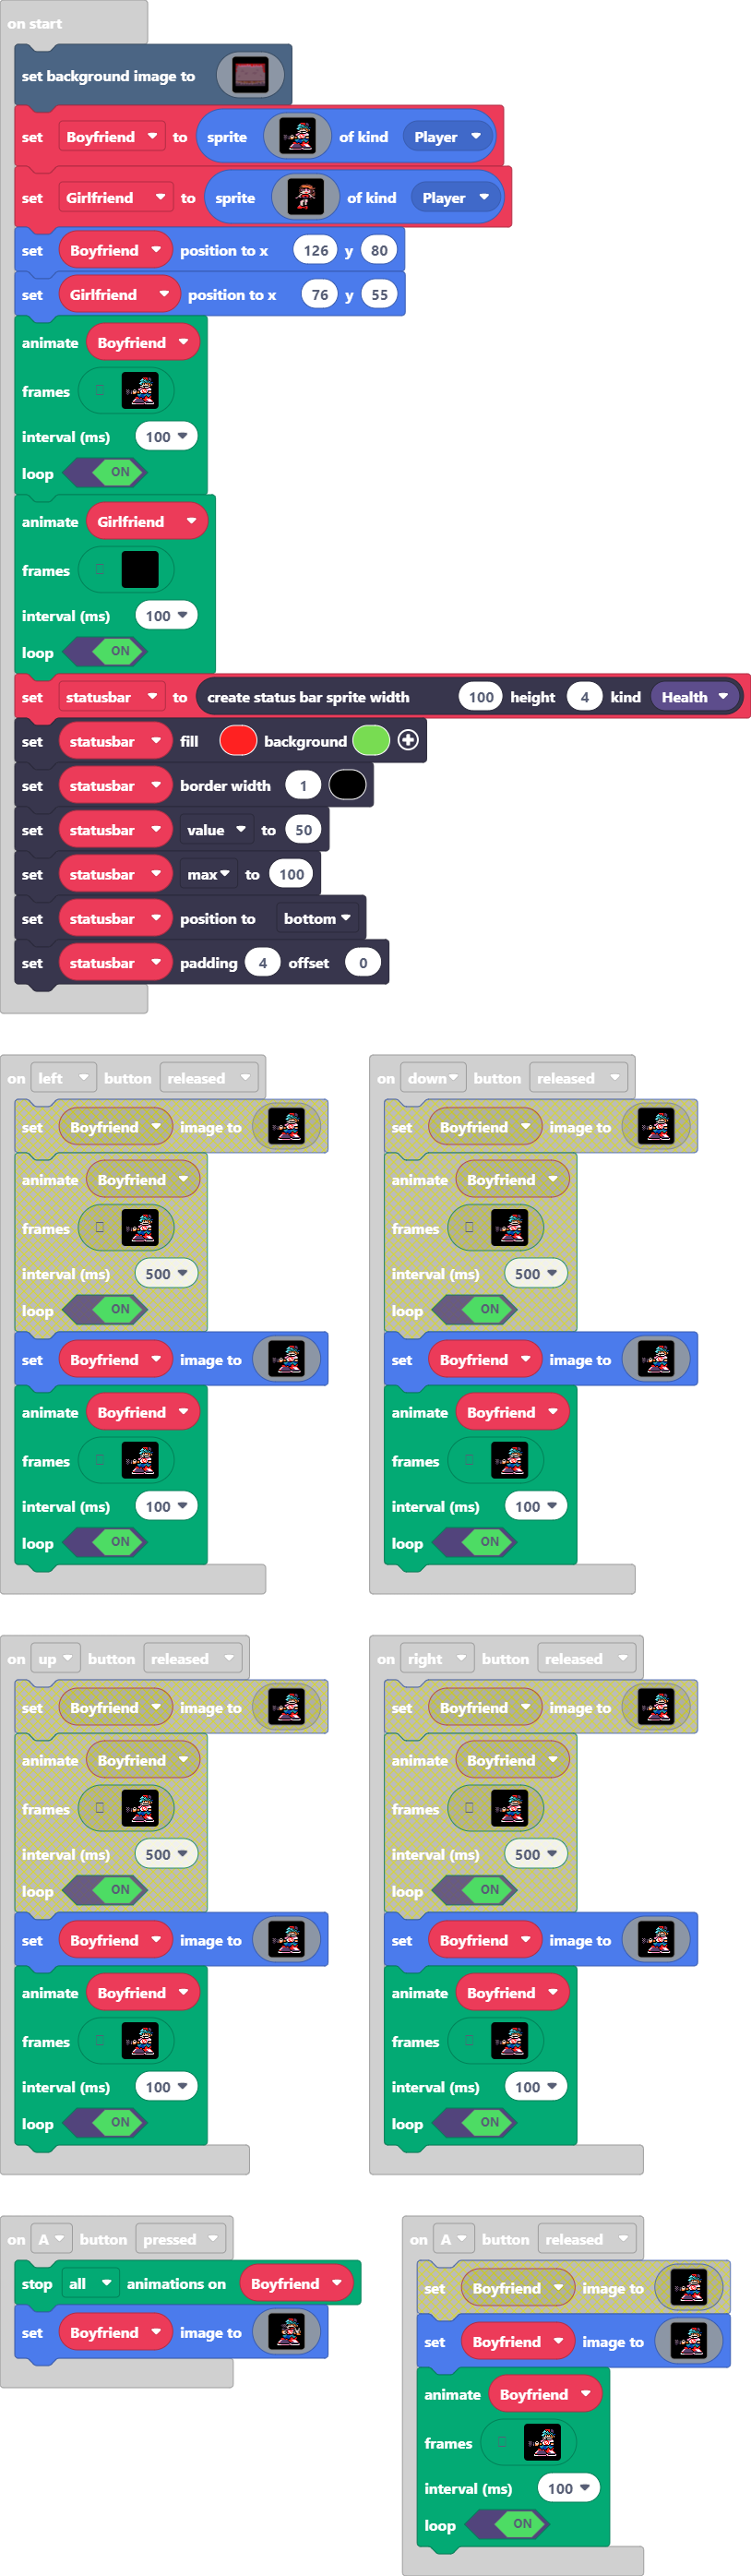 on start
set background image to
set Boyfriend to sprite of kind Player
set Girlfriend to sprite of kind Player
set Boyfriend position to x 126 y 80
set Girlfriend position to x 76 y 55
animate Boyfriend
frames
interval (ms) 100
loop ON
animate Girlfriend
frames
interval (ms) 100
loop ON
set statusbar to create status bar sprite width 100 height 4 kind Health
set statusbar fill background
set statusbar border width 1
set statusbar value to 50
set statusbar max to 100
set statusbar position to bottom
set statusbar padding 4 offset 0
on left button released
set Boyfriend image to
animate Boyfriend
frames
interval (ms) 500
loop ON
set Boyfriend image to
animate Boyfriend
frames
interval (ms) 100
loop ON
on down button released
set Boyfriend image to
animate Boyfriend
frames
interval (ms) 500
loop ON
set Boyfriend image to
animate Boyfriend
frames
interval (ms) 100
loop ON
on up button released
set Boyfriend image to
animate Boyfriend
frames
interval (ms) 500
loop ON
set Boyfriend image to
animate Boyfriend
frames
interval (ms) 100
loop ON
on right button released
set Boyfriend image to
animate Boyfriend
frames
interval (ms) 500
loop ON
set Boyfriend image to
animate Boyfriend
frames
interval (ms) 100
loop ON
on A button pressed
stop all animations on Boyfriend
set Boyfriend image to
on A button released
set Boyfriend image to
set Boyfriend image to
animate Boyfriend
frames
interval (ms) 100
loop ON